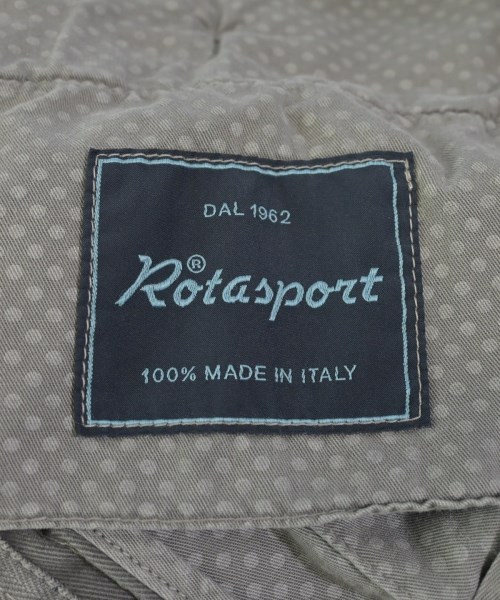 DAL 1962
Rotasport®
100% MADE IN ITALY